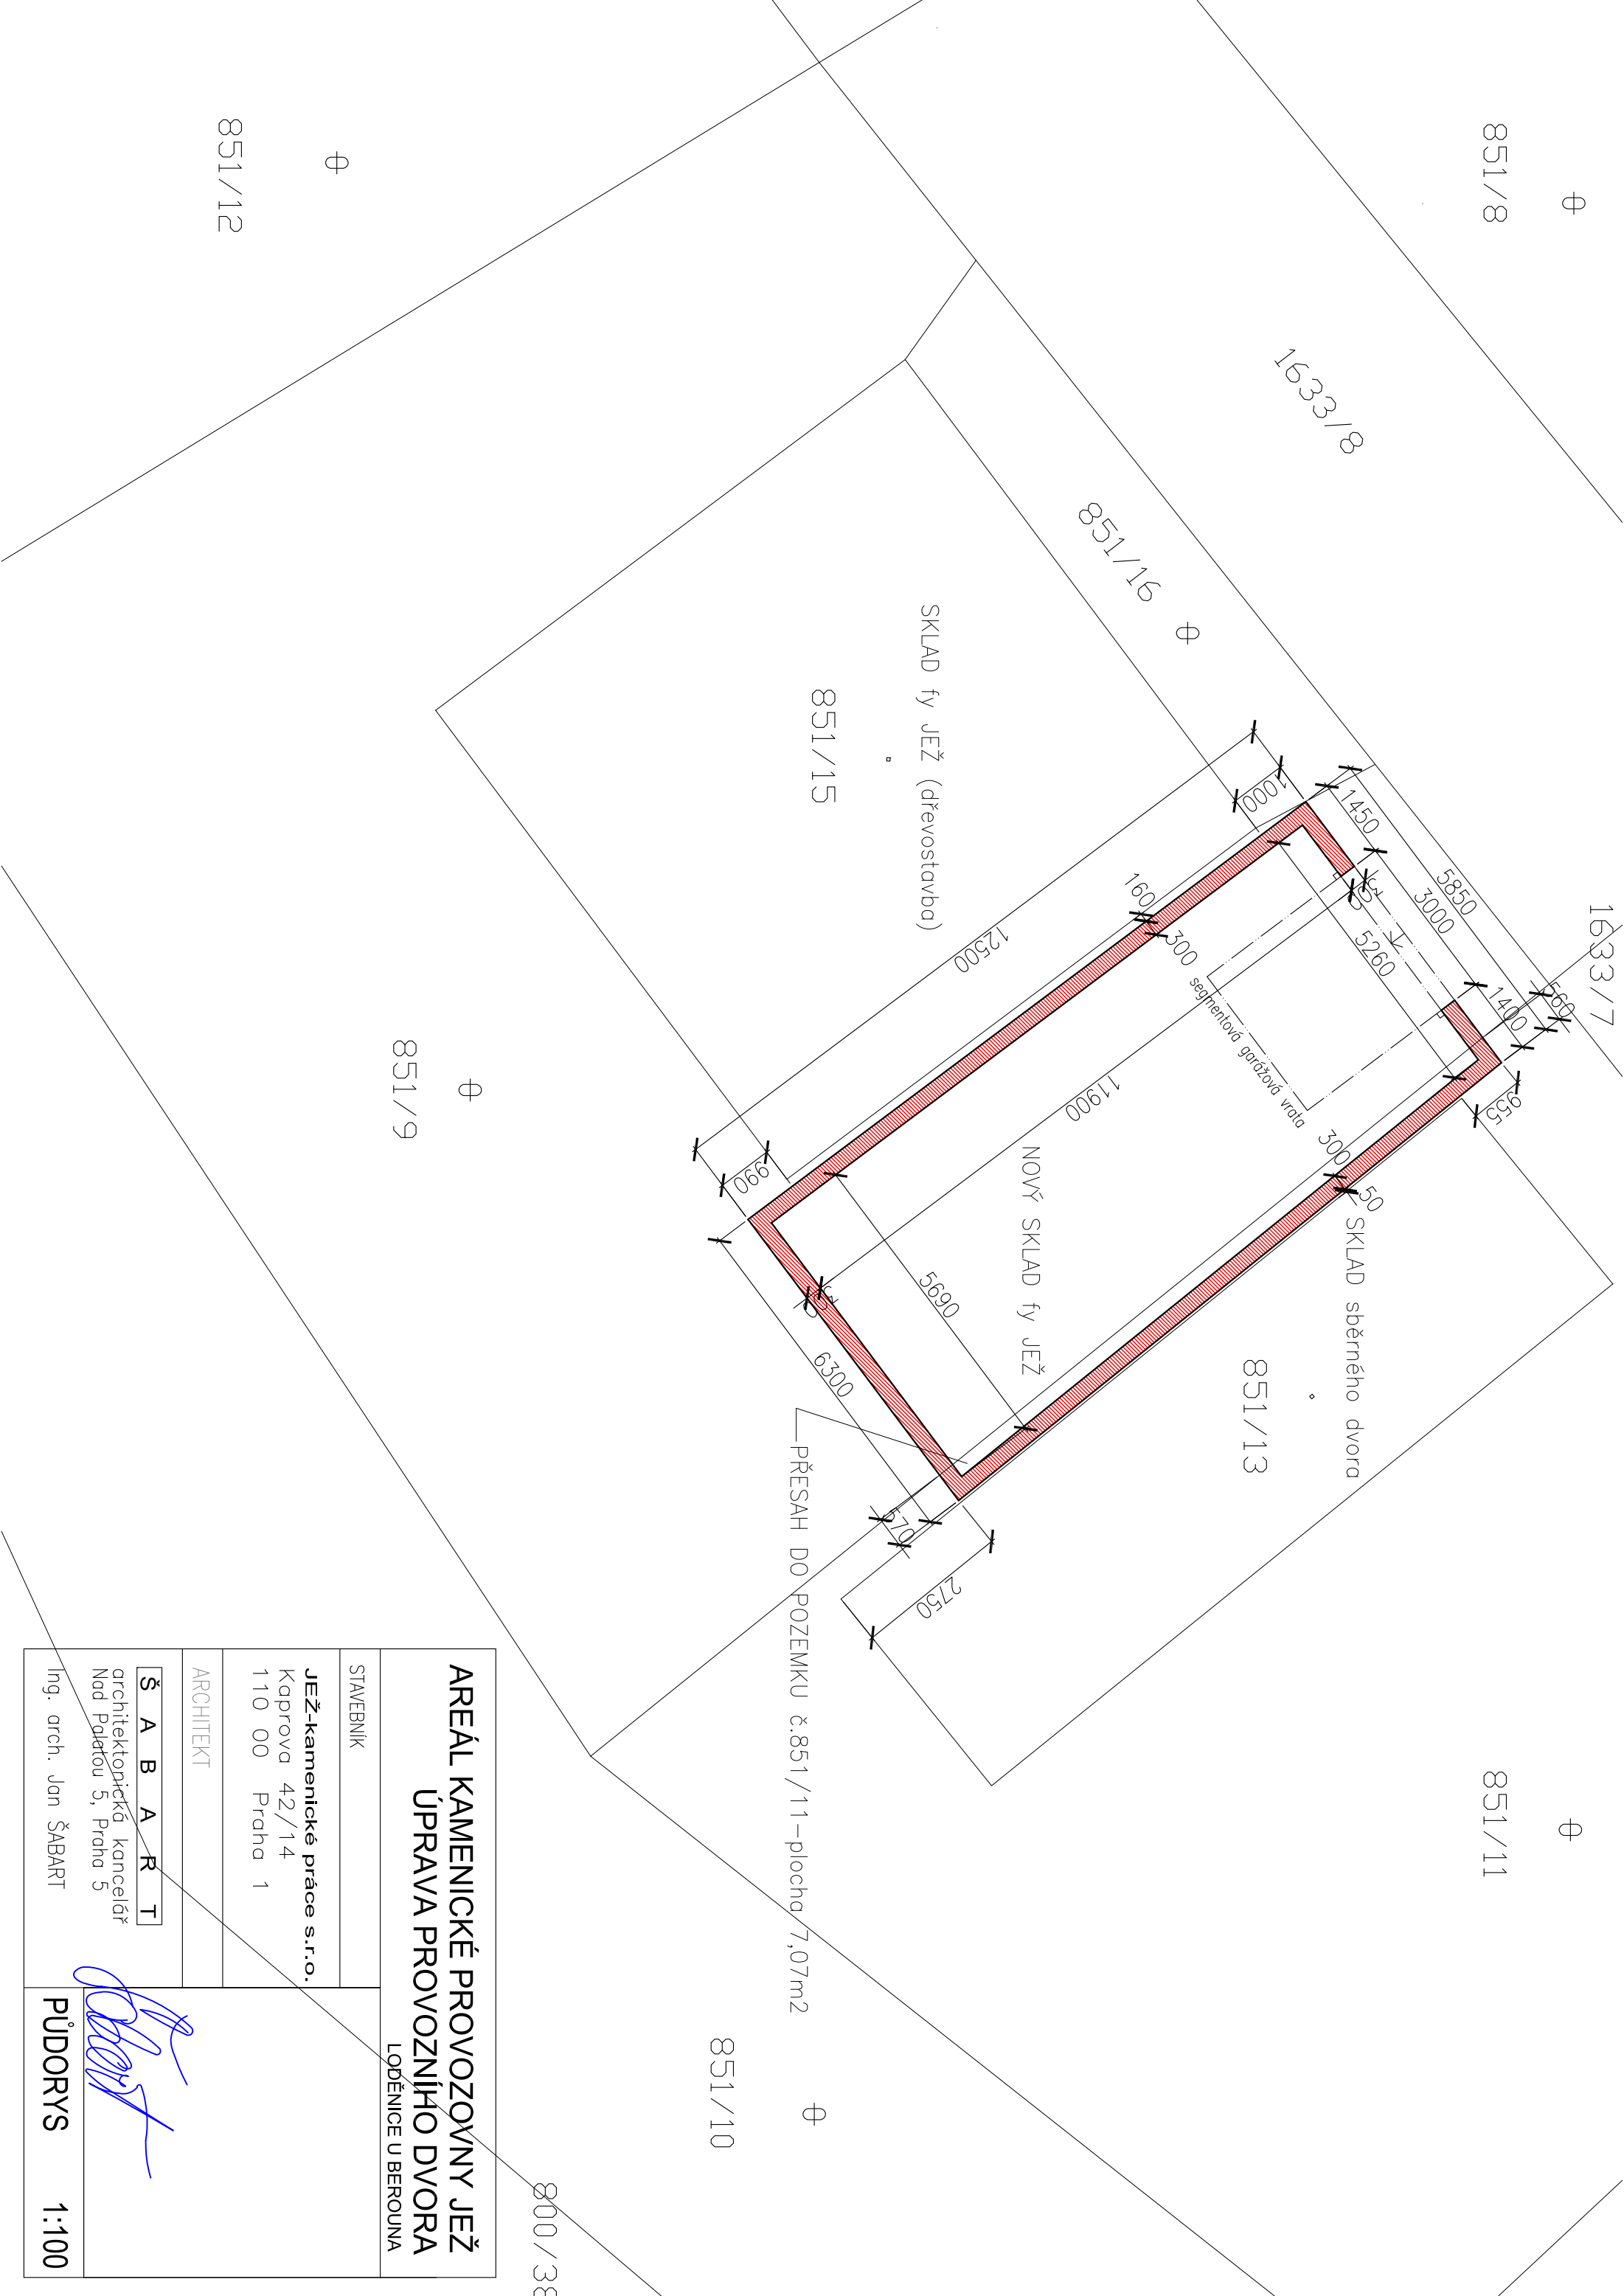 851/8
1633/8
1633/7
851/12
851/16
SKLAD fy JEŽ (dřevostavba)
851/15
851/9
1000
1450
5850
3000
5260
560
1400
955
160
300
segmentová garážová vrata
12500
11900
300
50
990
NOVÝ SKLAD fy JEŽ
SKLAD sběrného dvora
851/13
5690
6300
570
2750
PŘESAH DO POZEMKU č.851/11-plocha 7,07m2
851/11
851/10
800/38
AREÁL KAMENICKÉ PROVOZOVNY JEŽ
ÚPRAVA PROVOZNÍHO DVORA
LODĚNICE U BEROUNA
STAVEBNÍK
JEŽ-kamenické práce s.r.o.
Kaprova 42/14
110 00 Praha 1
ARCHITEKT
Š A B A R T
architektonická kancelář
Nad Palatou 5, Praha 5
Ing. arch. Jan ŠABART
PŮDORYS 1:100